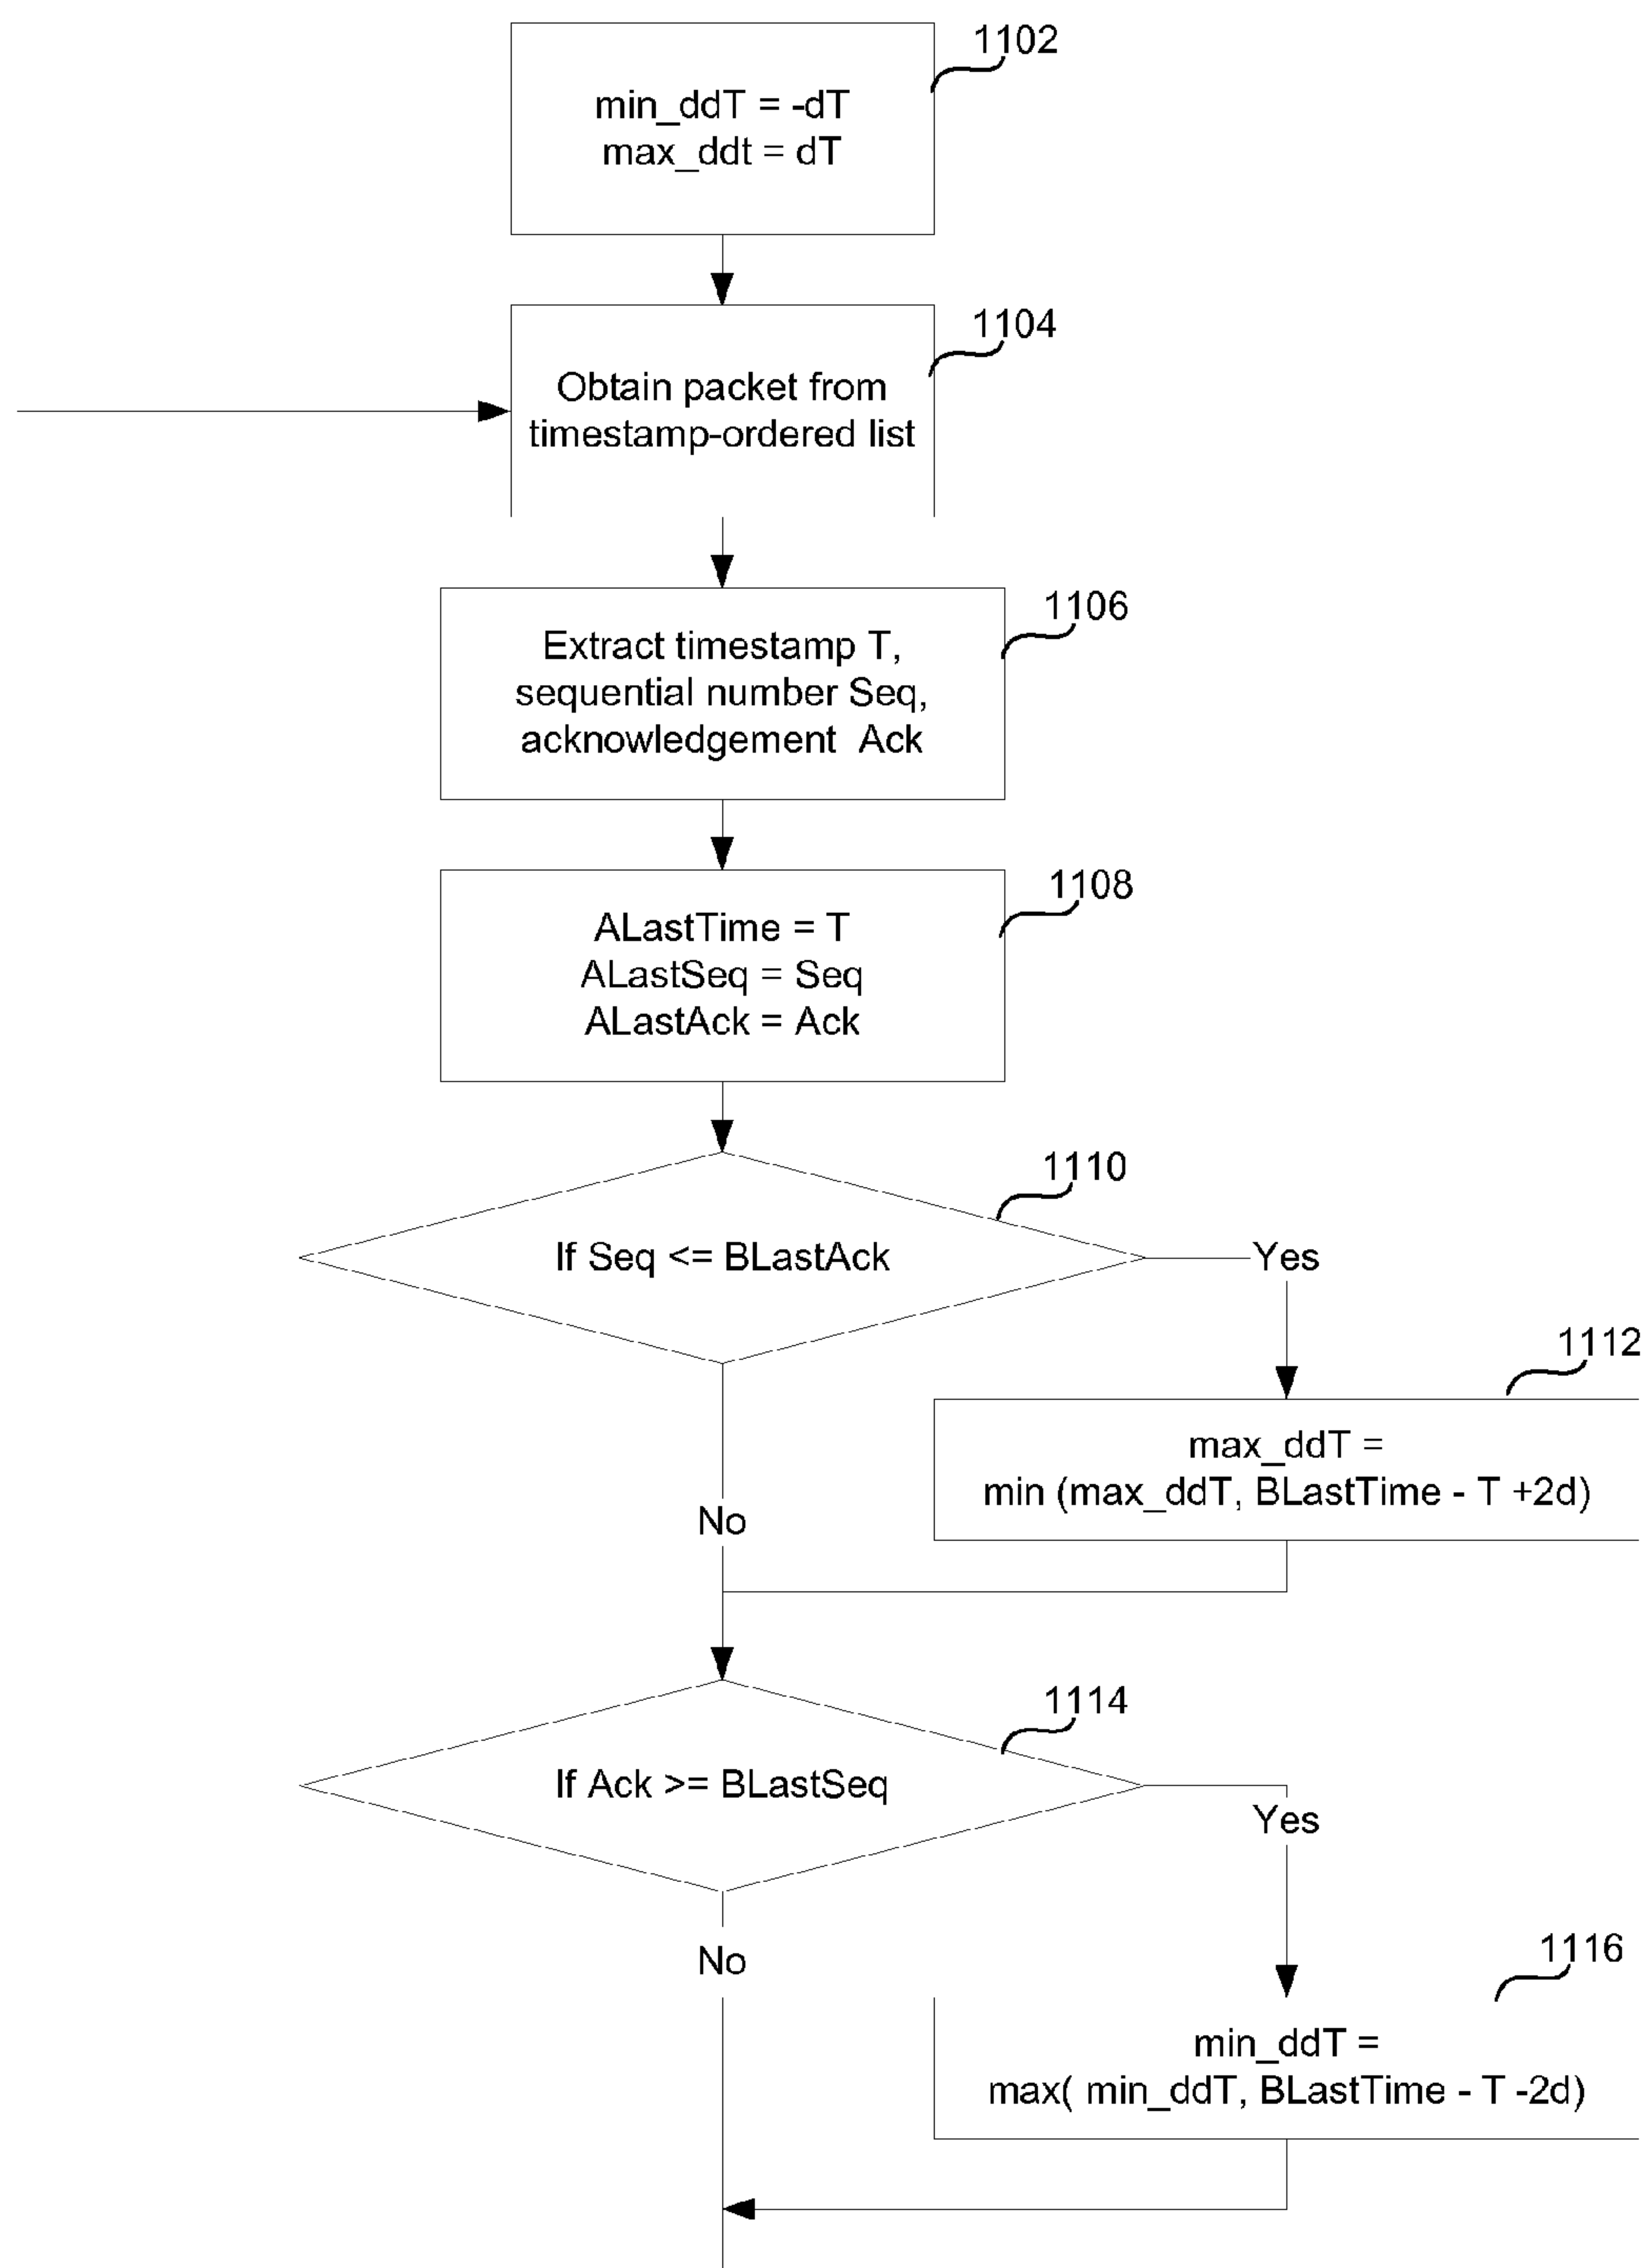 1102
min_ddT = -dT
max_ddt = dT
1104
Obtain packet from
timestamp-ordered list
1106
Extract timestamp T,
sequential number Seq,
acknowledgement Ack
1108
ALastTime = T
ALastSeq = Seq
ALastAck = Ack
1110
If Seq <= BLastAck
Yes
1112
max_ddT =
min (max_ddT, BLastTime - T +2d)
No
1114
If Ack >= BLastSeq
Yes
No
1116
min_ddT =
max( min_ddT, BLastTime - T -2d)